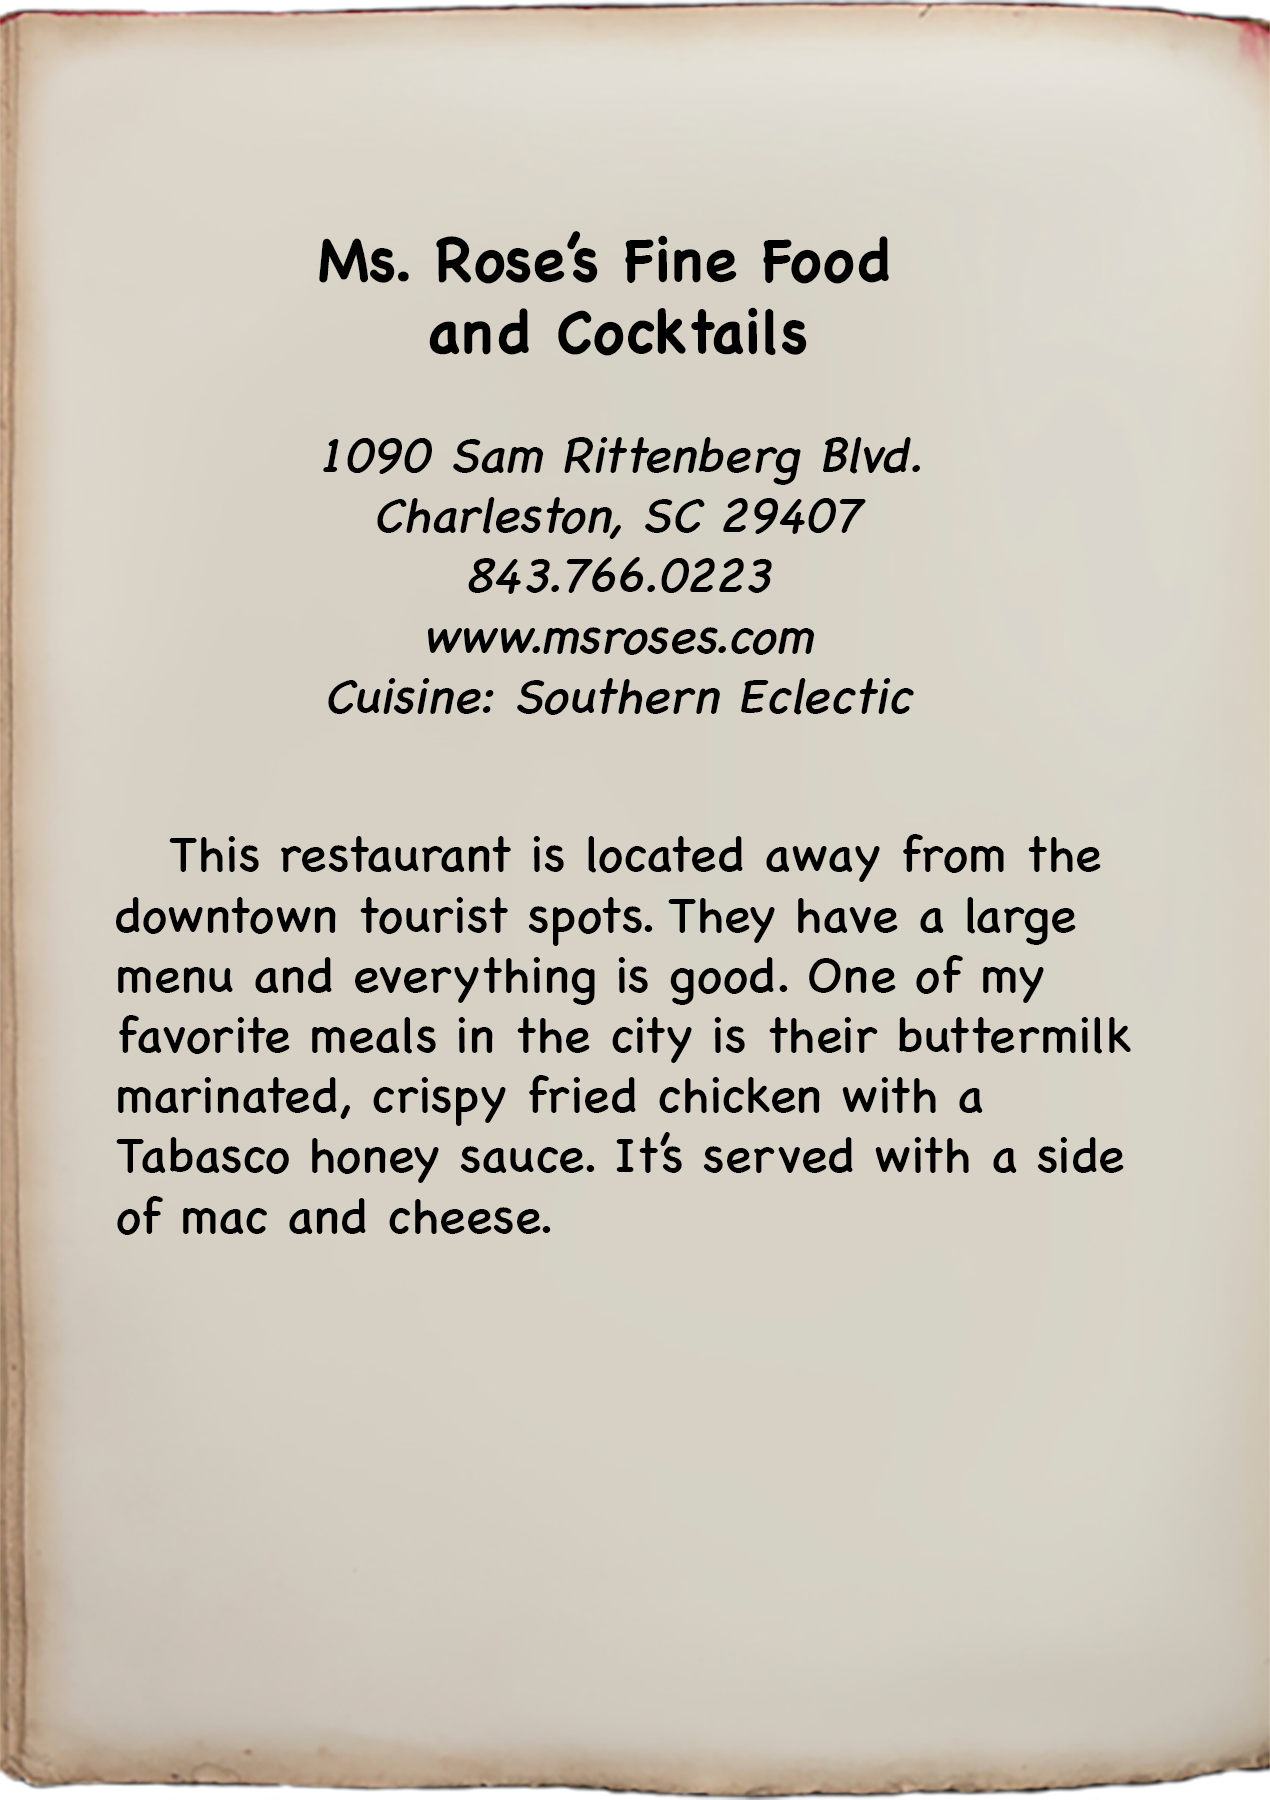 Ms. Rose's Fine Food
and Cocktails
1090 Sam Rittenberg Blvd.
Charleston, SC 29407
843.766.0223
www.msroses.com
Cuisine: Southern Eclectic
This restaurant is located away from the
downtown tourist spots. They have a large
menu and everything is good. One of my
favorite meals in the city is their buttermilk
marinated, crispy fried chicken with a
Tabasco honey sauce. It's served with a side
of mac and cheese.